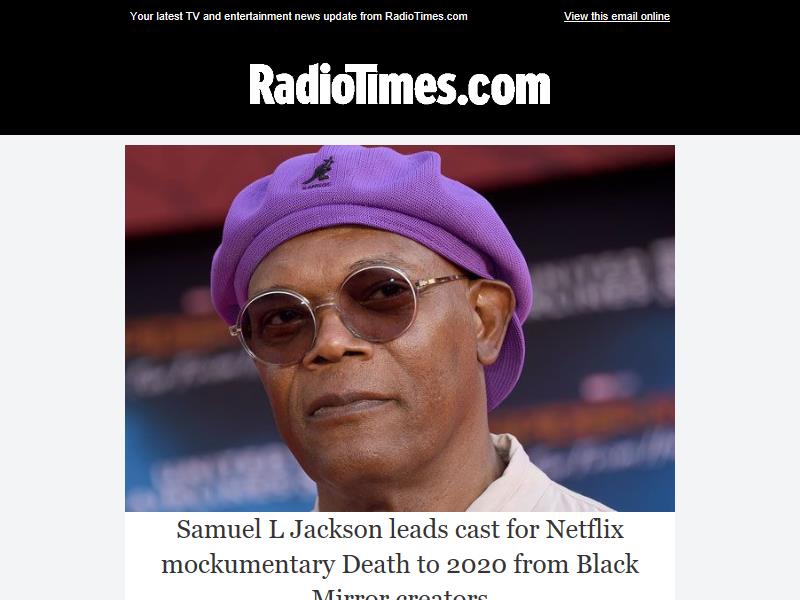 Your latest TV and entertainment news update from RadioTimes.com
View this email online
RadioTimes.com
KANGOL
Samuel L Jackson leads cast for Netflix
mockumentary Death to 2020 from Black
Mirror creators